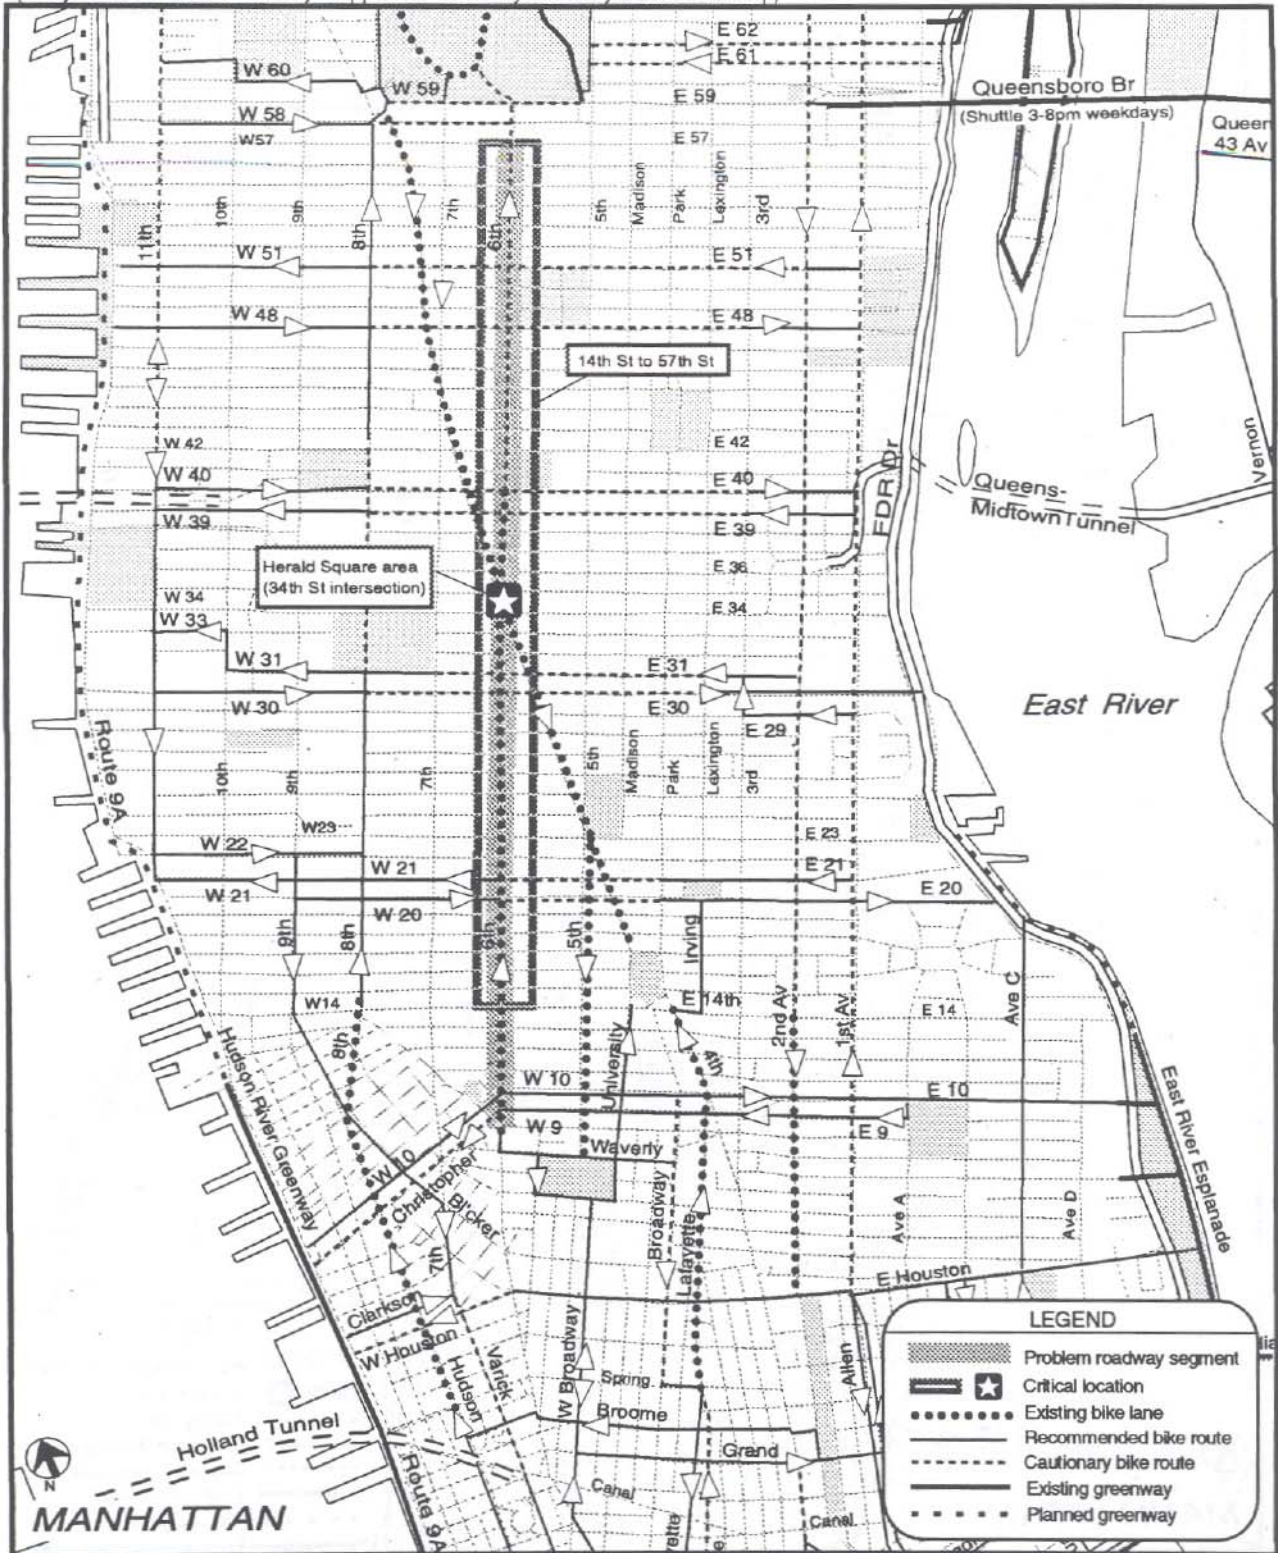 E 62
E 61
W 60
W 59
E 59
Queensboro Br
(Shuttle 3-8pm weekdays)
W 58
W57
E 57
Queen
43 Av
11th
10th
9th
8th
7th
6th
5th
Madison
Park
Lexington
3rd
W 51
E 51
W 48
E 48
14th St to 57th St
W 42
E 42
W 40
E 40
W 39
E 39
FDR Dr
Queens-
Midtown Tunnel
Vernon
Herald Square area
(34th St intersection)
E 36
W 34
E 34
W 33
W 31
E 31
W 30
E 30
E 29
East River
Route 9A
10th
9th
7th
5th
Madison
Park
Lexington
3rd
W23
E 23
W 22
W 21
E 21
W 21
E 20
W 20
9th
8th
6th
5th
Irving
W14
E 14th
2nd Av
1st Av
E 14
Ave C
8th
University
4th
Hudson River Greenway
W 10
E 10
W 9
E 9
East River Esplanade
Waverly
W 10
Christopher
Bl'cker
7th
Broadway
Lafayette
Ave A
Ave D
E Houston
Clarkson
W Houston
Hudson
Varick
W Broadway
Spring
Broome
Allen
Grand
Canal
Canal
Holland Tunnel
Route 9A
N
MANHATTAN
LEGEND
Problem roadway segment
Critical location
Existing bike lane
Recommended bike route
Cautionary bike route
Existing greenway
Planned greenway